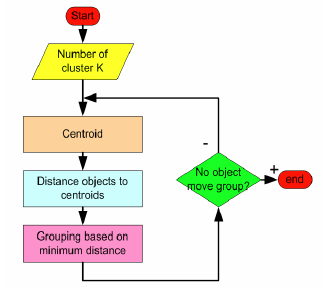 Start
Number of
cluster K
Centroid
Distance objects to
centroids
Grouping based on
minimum distance
-
No object
move group?
+
end